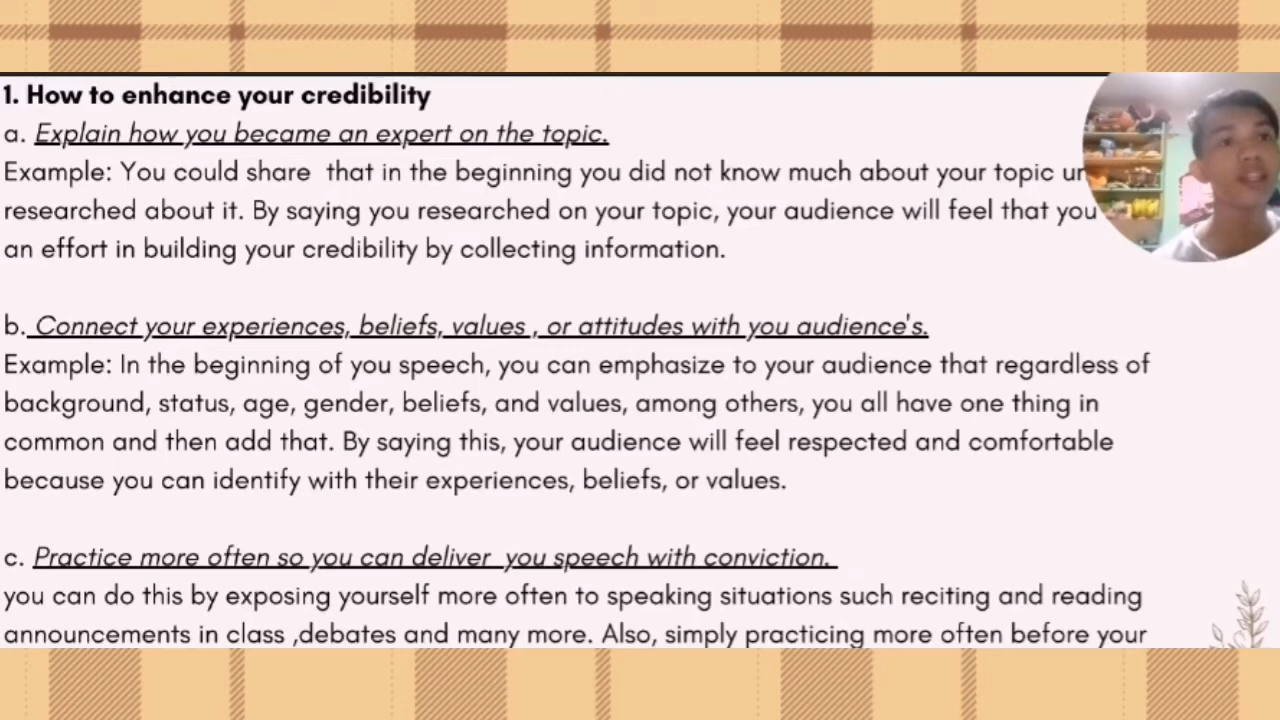 1. How to enhance your credibility
a. Explain how you became an expert on the topic.
Example: You could share  that in the beginning you did not know much about your topic
researched about it. By saying you researched on your topic, your audience will feel that you
an effort in building your credibility by collecting information.
b. Connect your experiences, beliefs, values , or attitudes with you audience's.
Example: In the beginning of you speech, you can emphasize to your audience that regardless of
background, status, age, gender, beliefs, and values, among others, you all have one thing in
common and then add that. By saying this, your audience will feel respected and comfortable
because you can identify with their experiences, beliefs, or values.
c. Practice more often so you can deliver  you speech with conviction.
you can do this by exposing yourself more often to speaking situations such reciting and reading
announcements in class ,debates and many more. Also, simply practicing more often before your